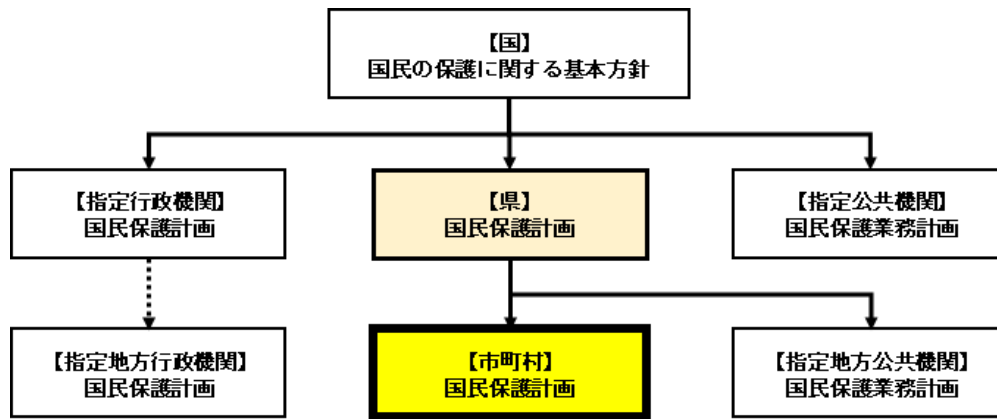 【国】
国民の保護に関する基本方針
【指定行政機関】
国民保護計画
【県】
国民保護計画
【指定公共機関】
国民保護業務計画
【指定地方行政機関】
国民保護計画
【市町村】
国民保護計画
【指定地方公共機関】
国民保護業務計画